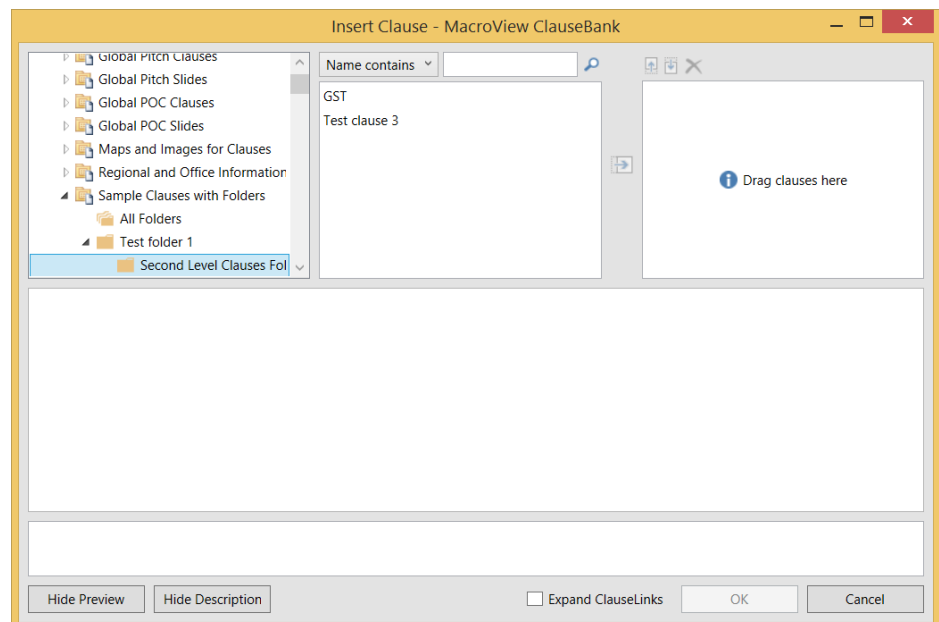 Insert Clause - MacroView ClauseBank
Global Pitch Clauses
Global Pitch Slides
Global POC Clauses
Global POC Slides
Maps and Images for Clauses
Regional and Office Information
Sample Clauses with Folders
All Folders
Test folder 1
Second Level Clauses Fol
Name contains
GST
Test clause 3
Drag clauses here
Hide Preview
Hide Description
Expand ClauseLinks
OK
Cancel